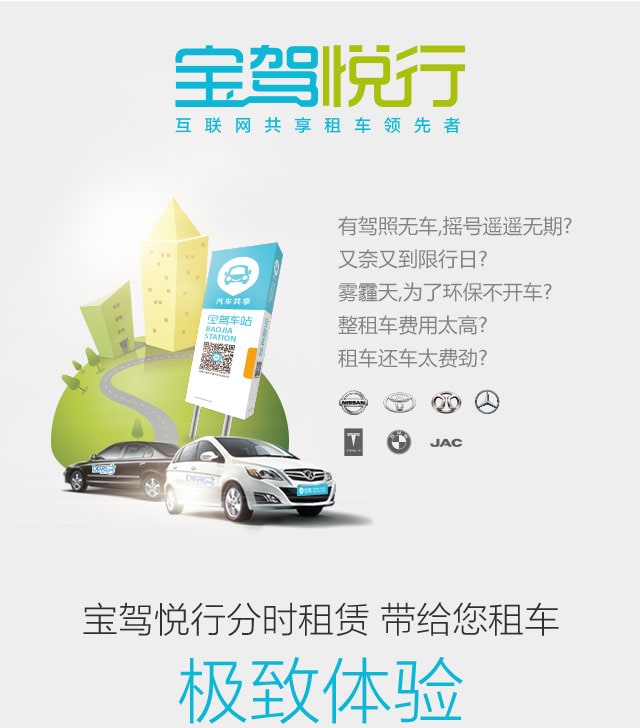 宝驾悦行
互联网共享租车领先者
有驾照无车,摇号遥遥无期?
又奈又到限行日?
雾霾天,为了环保不开车?
整租车费用太高?
租车还车太费劲?
汽车共享
宝驾车站
BAOJIA
STATION
NISSAN
TESLA
JAC
宝驾悦行分时租赁 带给您租车
极致体验